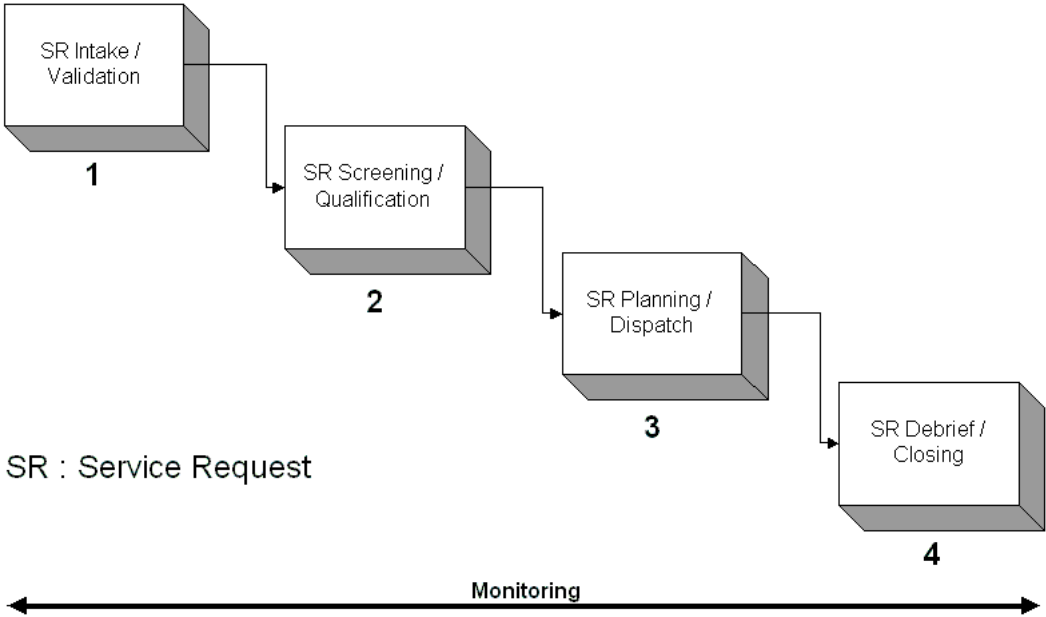 SR Intake /
Validation
1
SR Screening /
Qualification
2
SR Planning /
Dispatch
3
SR Debrief /
Closing
4
SR : Service Request
Monitoring